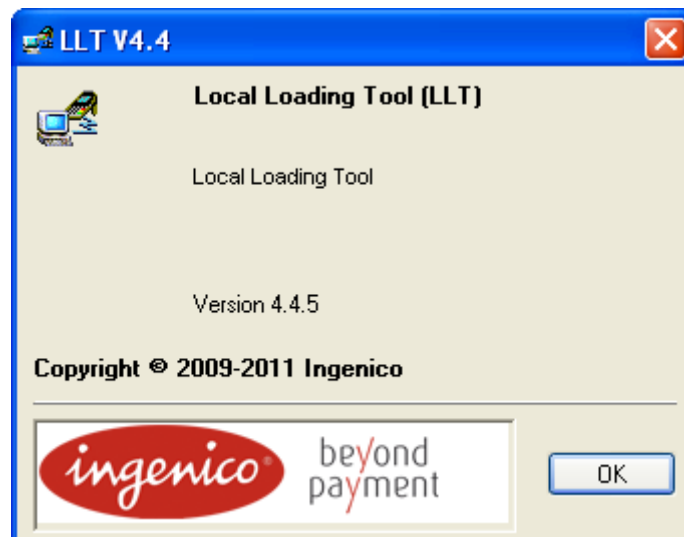 LLT V4.4
Local Loading Tool (LLT)
Local Loading Tool
Version 4.4.5
Copyright © 2009-2011 Ingenico
ingenico®
beyond
payment
OK